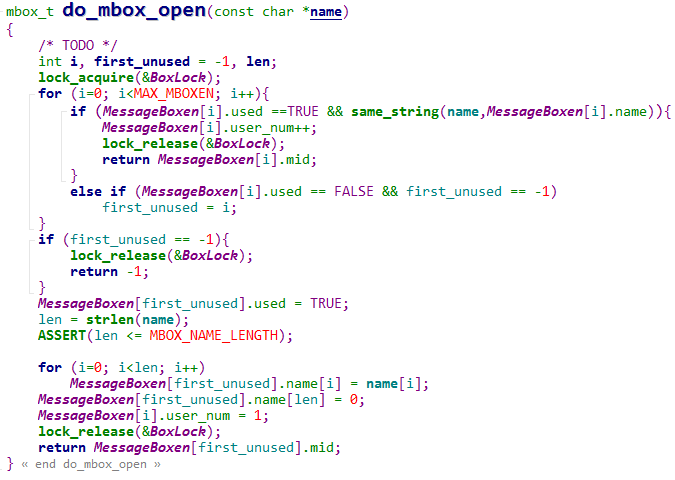 mbox_t do_mbox_open(const char *name)
{
    /* TODO */
    int i, first_unused = -1, len;
    lock_acquire(&BoxLock);
    for (i=0; i<MAX_MBOXEN; i++){
        if (MessageBoxen[i].used ==TRUE && same_string(name,MessageBoxen[i].name)){
            MessageBoxen[i].user_num++;
            lock_release(&BoxLock);
            return MessageBoxen[i].mid;
        }
        else if (MessageBoxen[i].used == FALSE && first_unused == -1)
            first_unused = i;
    }
    if (first_unused == -1){
        lock_release(&BoxLock);
        return -1;
    }
    MessageBoxen[first_unused].used = TRUE;
    len = strlen(name);
    ASSERT(len <= MBOX_NAME_LENGTH);

    for (i=0; i<len; i++)
        MessageBoxen[first_unused].name[i] = name[i];
    MessageBoxen[first_unused].name[len] = 0;
    MessageBoxen[i].user_num = 1;
    lock_release(&BoxLock);
    return MessageBoxen[first_unused].mid;
} « end do_mbox_open »